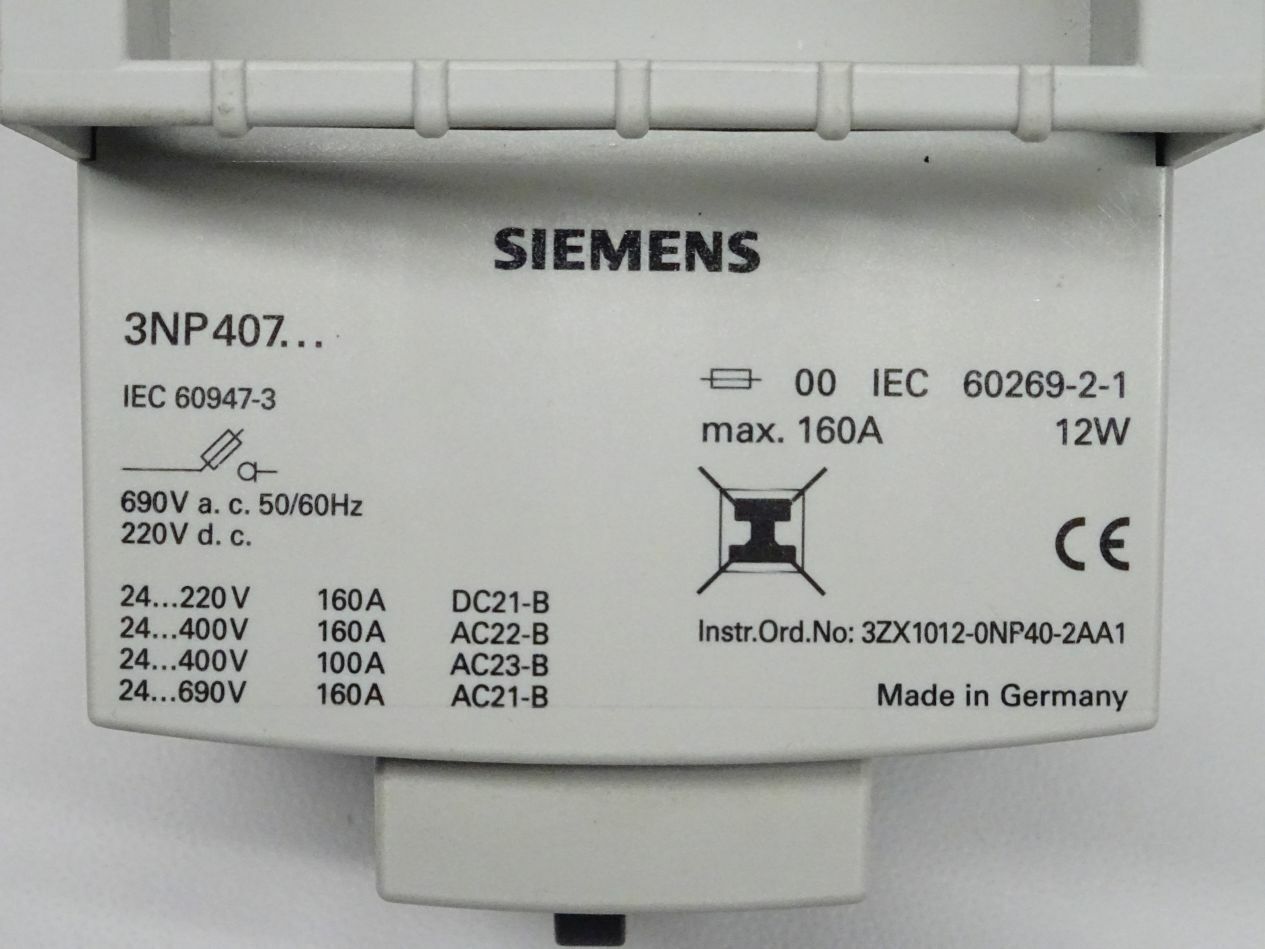 SIEMENS
3NP407...
IEC 60947-3
690V a. c. 50/60Hz
220V d. c.
24...220V 160A DC21-B
24...400V 160A AC22-B
24...400V 100A AC23-B
24...690V 160A AC21-B
00 IEC 60269-2-1
max. 160A 12W
CE
Instr.Ord.No: 3ZX1012-0NP40-2AA1
Made in Germany